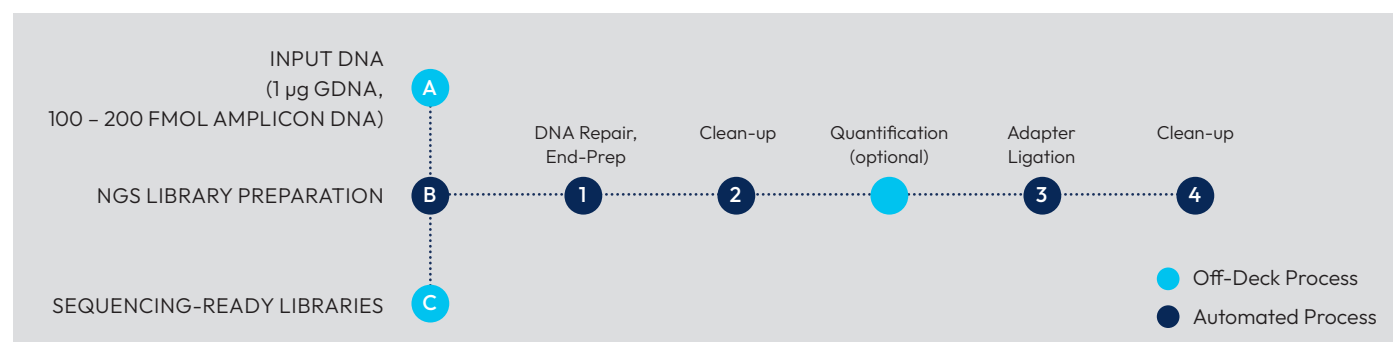 INPUT DNA
(1 µg GDNA,
100 – 200 FMOL AMPLICON DNA)
A
DNA Repair,
End-Prep
Clean-up
Quantification
(optional)
Adapter
Ligation
Clean-up
NGS LIBRARY PREPARATION
B
1
2
3
4
SEQUENCING-READY LIBRARIES
C
Off-Deck Process
Automated Process